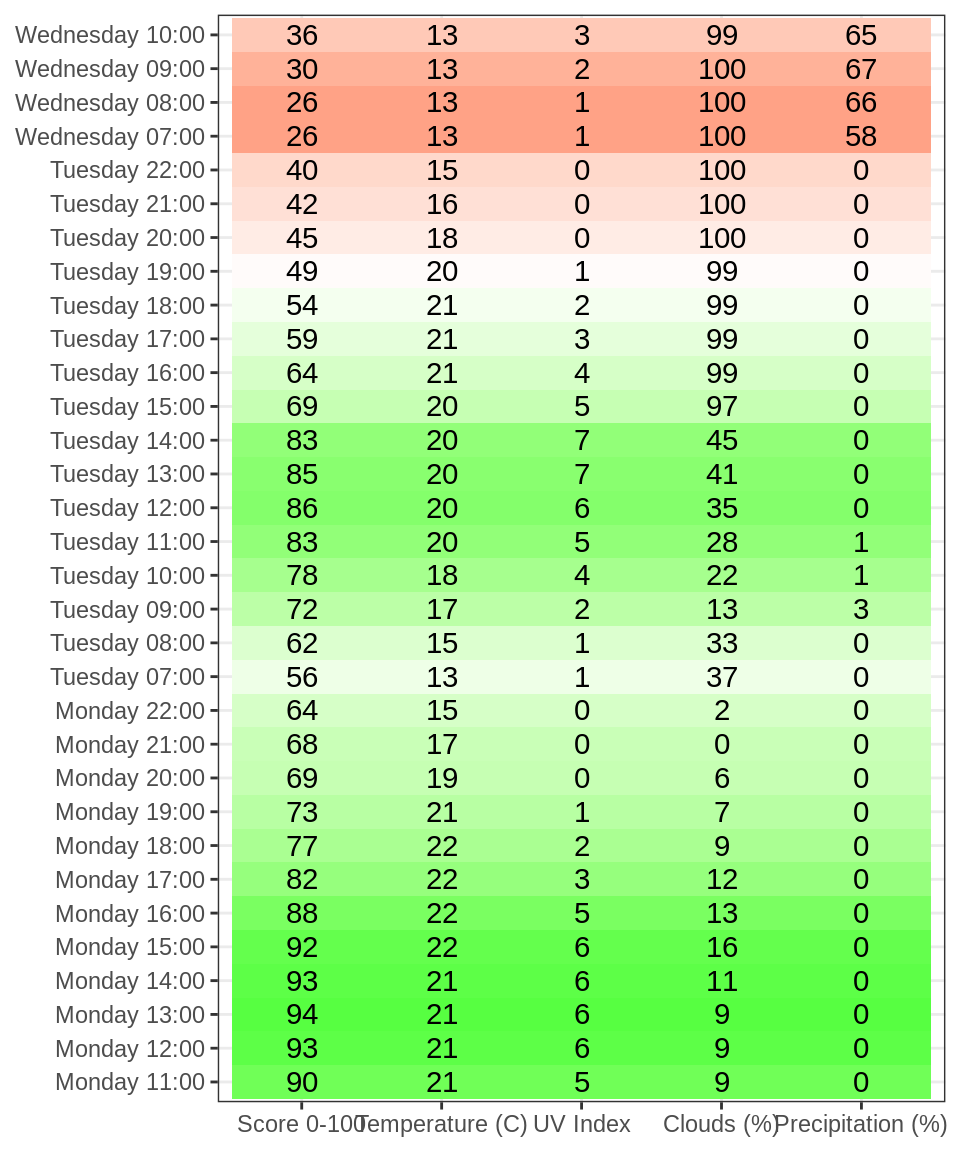 Wednesday 10:00 36 13 3 99 65
Wednesday 09:00 30 13 2 100 67
Wednesday 08:00 26 13 1 100 66
Wednesday 07:00 26 13 1 100 58
Tuesday 22:00 40 15 0 100 0
Tuesday 21:00 42 16 0 100 0
Tuesday 20:00 45 18 0 100 0
Tuesday 19:00 49 20 1 99 0
Tuesday 18:00 54 21 2 99 0
Tuesday 17:00 59 21 3 99 0
Tuesday 16:00 64 21 4 99 0
Tuesday 15:00 69 20 5 97 0
Tuesday 14:00 83 20 7 45 0
Tuesday 13:00 85 20 7 41 0
Tuesday 12:00 86 20 6 35 0
Tuesday 11:00 83 20 5 28 1
Tuesday 10:00 78 18 4 22 1
Tuesday 09:00 72 17 2 13 3
Tuesday 08:00 62 15 1 33 0
Tuesday 07:00 56 13 1 37 0
Monday 22:00 64 15 0 2 0
Monday 21:00 68 17 0 0 0
Monday 20:00 69 19 0 6 0
Monday 19:00 73 21 1 7 0
Monday 18:00 77 22 2 9 0
Monday 17:00 82 22 3 12 0
Monday 16:00 88 22 5 13 0
Monday 15:00 92 22 6 16 0
Monday 14:00 93 21 6 11 0
Monday 13:00 94 21 6 9 0
Monday 12:00 93 21 6 9 0
Monday 11:00 90 21 5 9 0
Score 0-100 Temperature (C) UV Index Clouds (%) Precipitation (%)